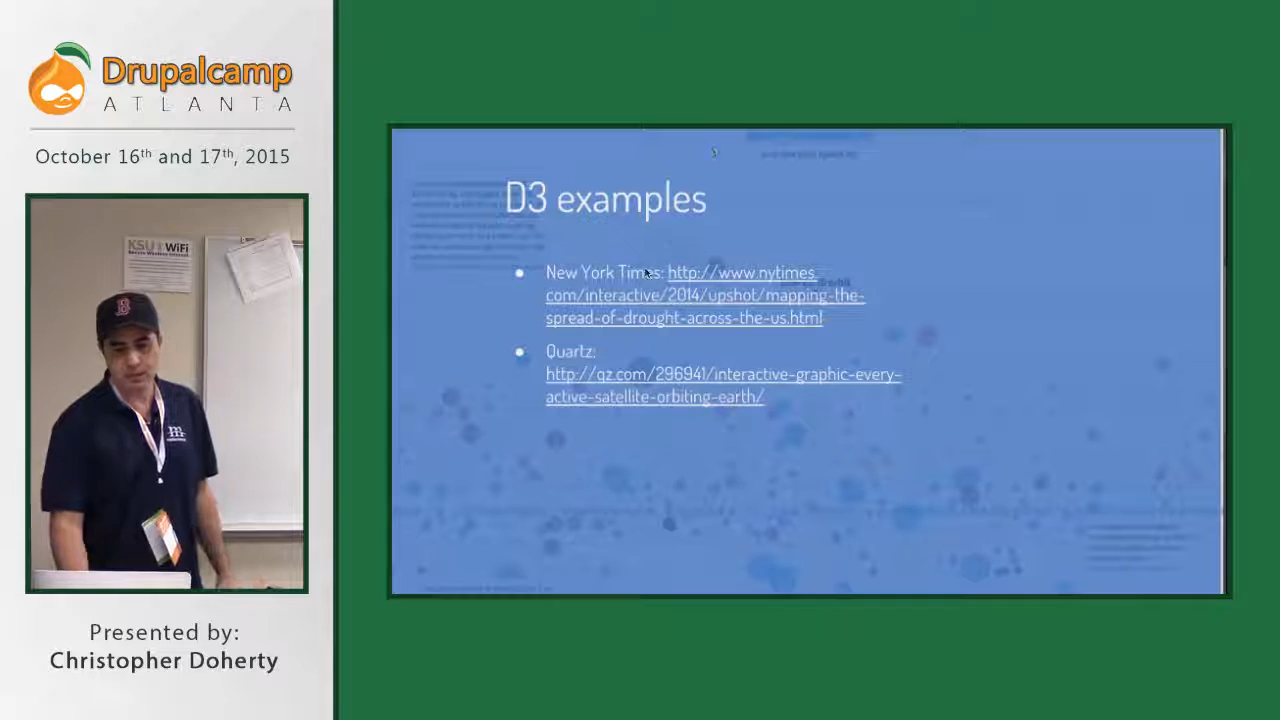 Drupalcamp
ATLANTA
October 16th and 17th, 2015
KSU WiFi
B
Presented by:
Christopher Doherty
D3 examples
● New York Times: http://www.nytimes.
com/interactive/2014/upshot/mapping-the-
spread-of-drought-across-the-us.html
● Quartz:
http://qz.com/296941/interactive-graphic-every-
active-satellite-orbiting-earth/